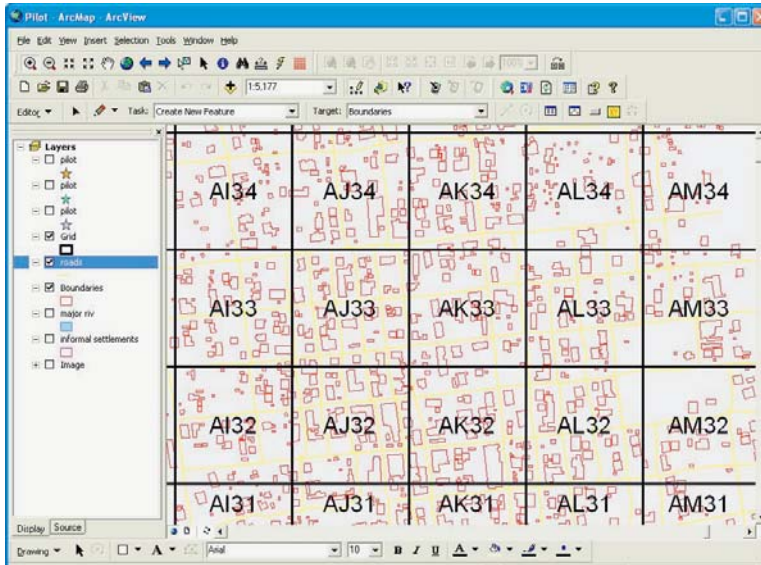 Pilot - ArcMap - ArcView
File Edit View Insert Selection Tools Window Help
100%
1:5,177
Editor Task: Create New Feature Target: Boundaries
Layers
pilot
pilot
pilot
Grid
roads
Boundaries
major riv
informal settlements
Image
AI34 AJ34 AK34 AL34 AM34
AI33 AJ33 AK33 AL33 AM33
AI32 AJ32 AK32 AL32 AM32
AI31 AJ31 AK31 AL31 AM31
Display Source
Drawing A Arial 10 B I U A